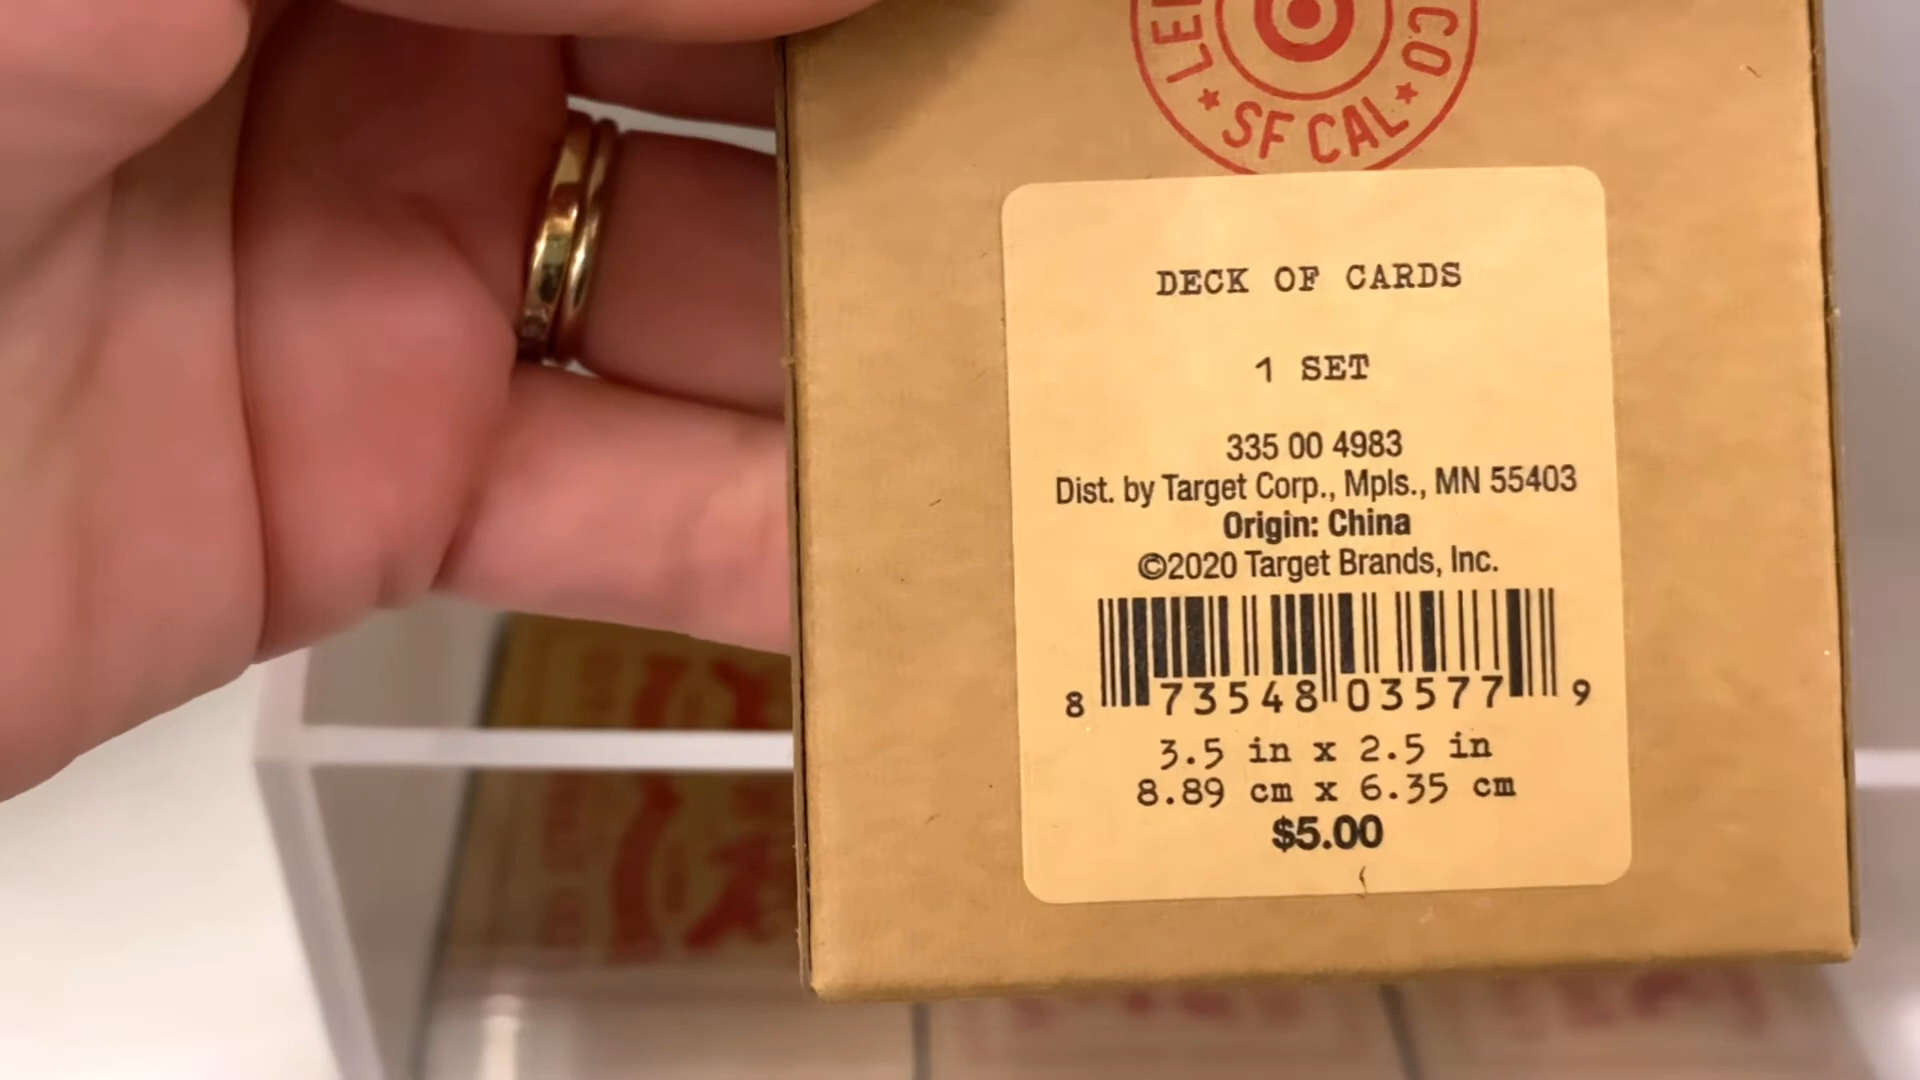 CO
SF CAL
DECK OF CARDS
1 SET
335 00 4983
Dist. by Target Corp., Mpls., MN 55403
Origin: China
©2020 Target Brands, Inc.
8 73548 03577 9
3.5 in x 2.5 in
8.89 cm x 6.35 cm
$5.00